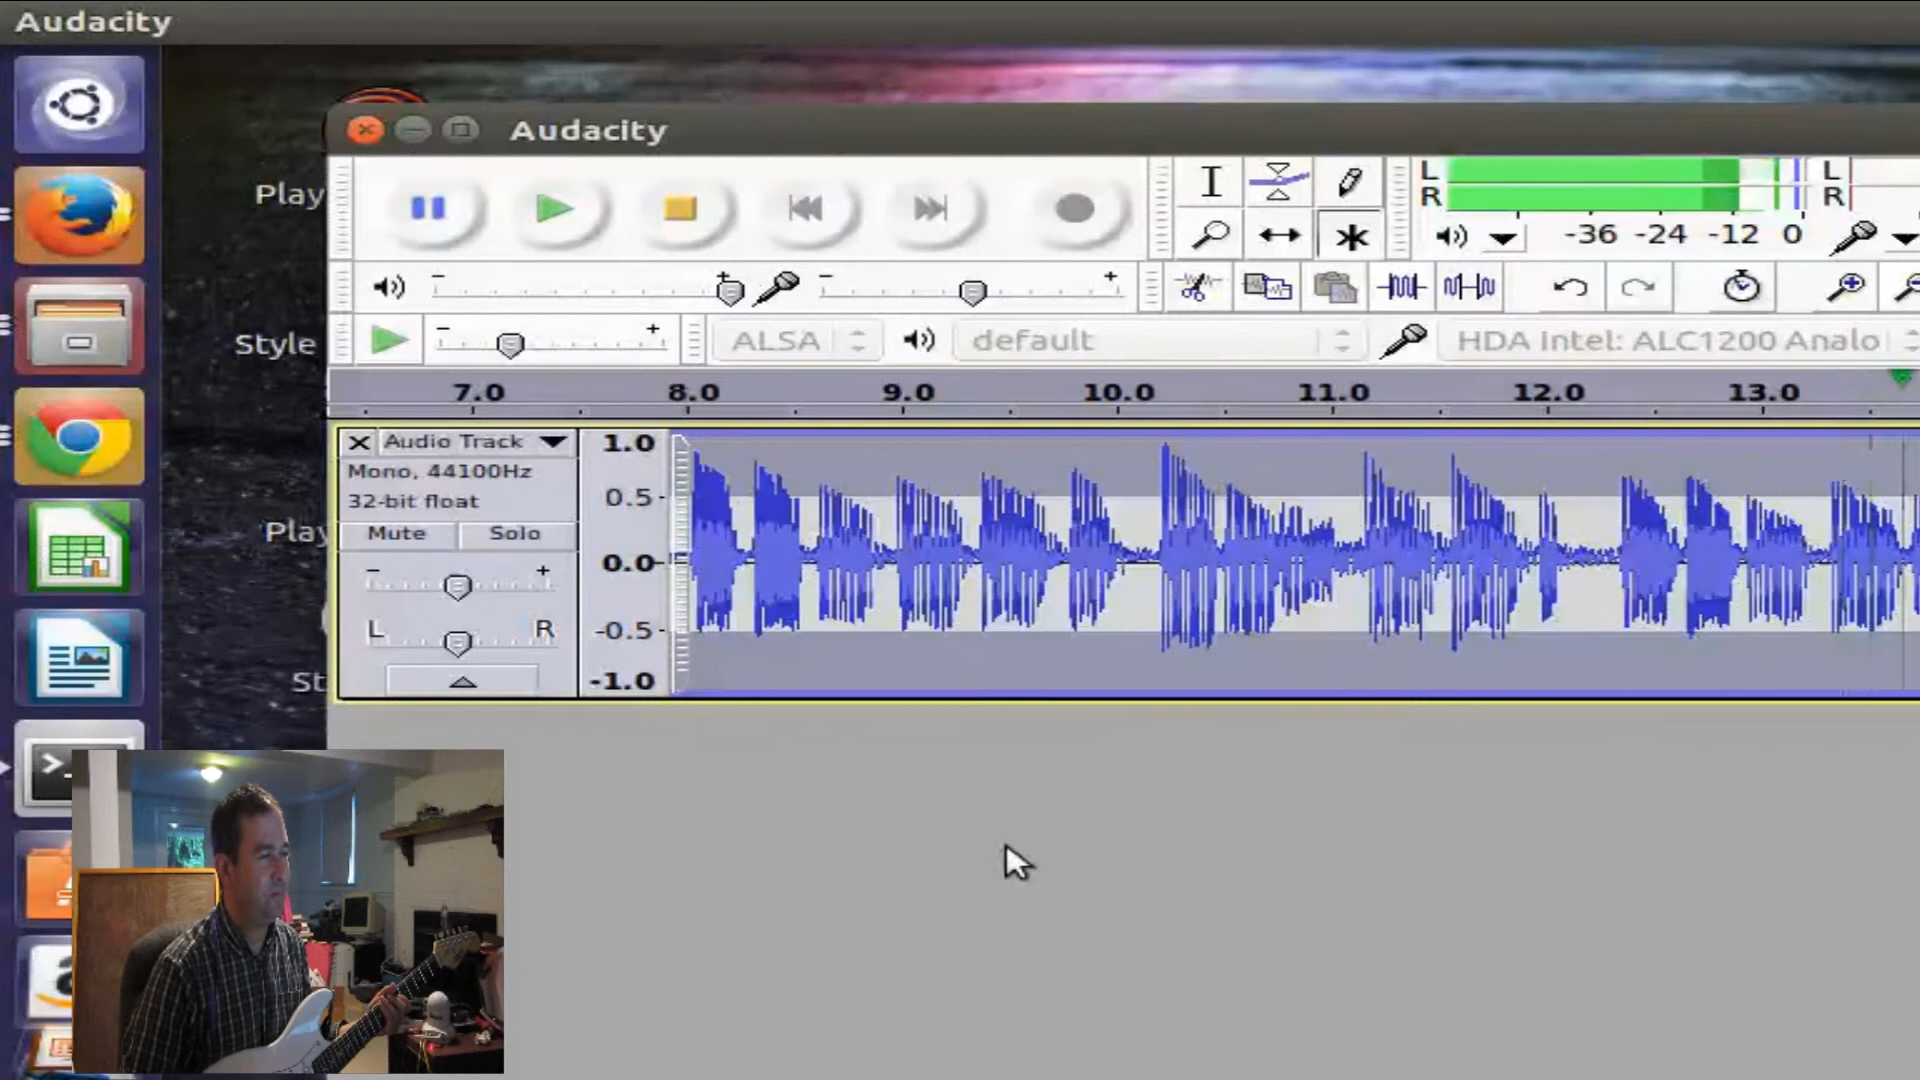 Audacity
Audacity
Play
L
R
L
R
-36 -24 -12 0
Style
ALSA
default
HDA Intel: ALC1200 Analo
7.0 8.0 9.0 10.0 11.0 12.0 13.0
Audio Track
Mono, 44100Hz
32-bit float
Mute Solo
L R
1.0
0.5
0.0
-0.5
-1.0
Play
St